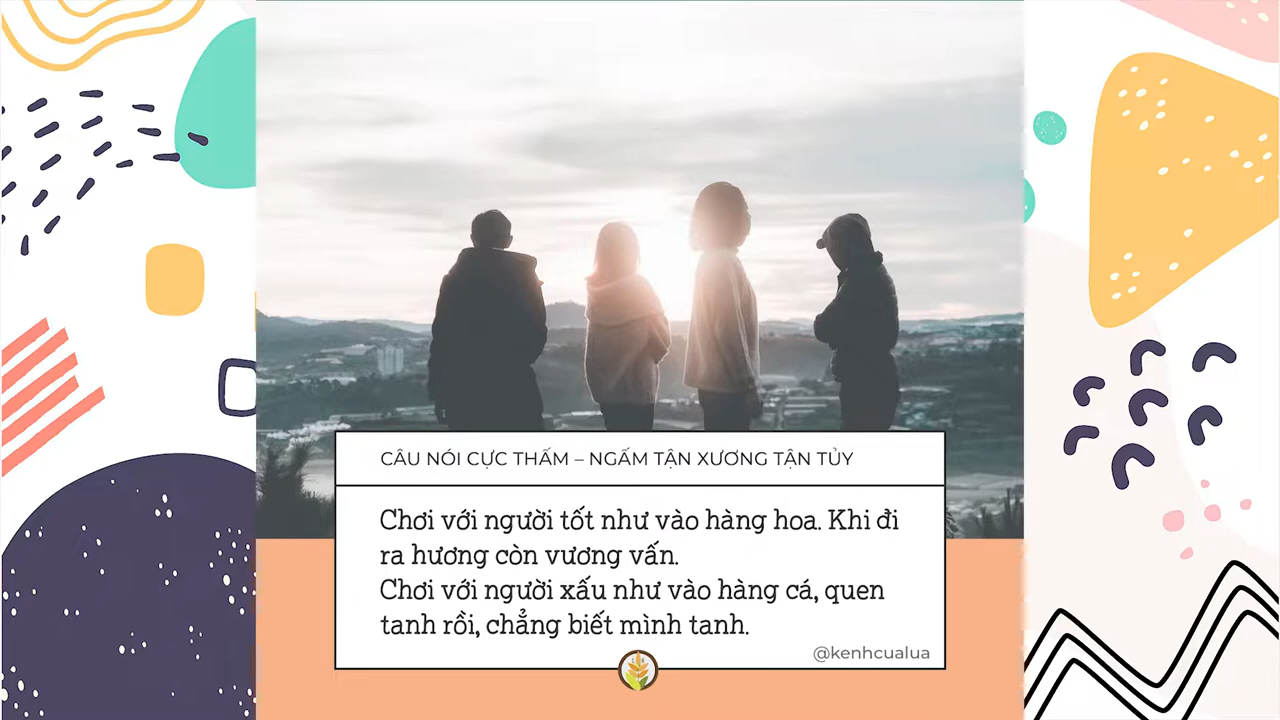 CÂU NÓI CỰC THẤM – NGẤM TẬN XƯƠNG TẬN TỦY
Chơi với người tốt như vào hàng hoa. Khi đi
ra hương còn vương vấn.
Chơi với người xấu như vào hàng cá, quen
tanh rồi, chẳng biết mình tanh.
@kenhcualua